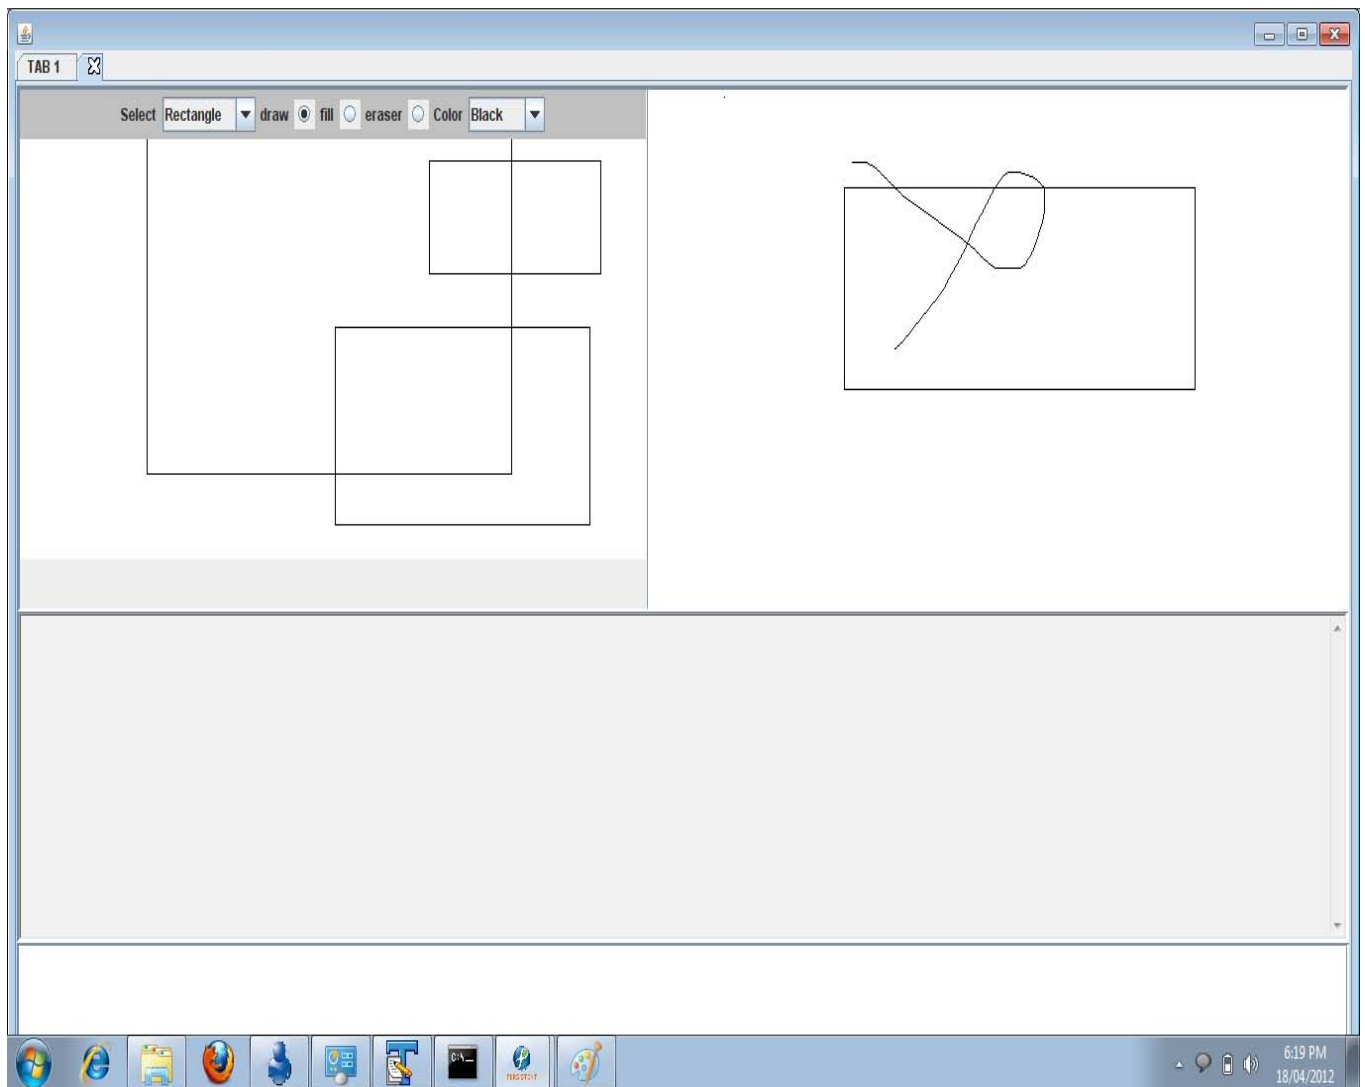 TAB 1
Select Rectangle draw fill eraser Color Black
C:\_
6:19 PM
18/04/2012